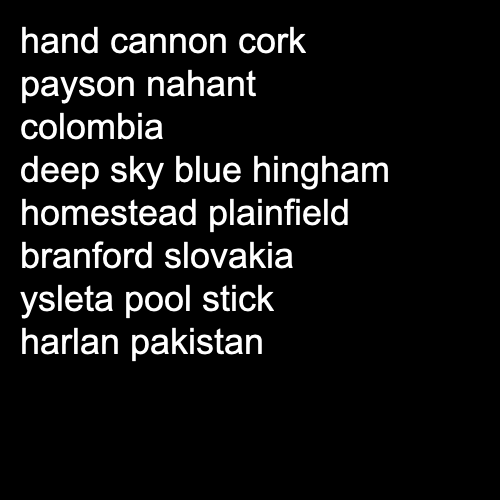 hand cannon cork
payson nahant
colombia
deep sky blue hingham
homestead plainfield
branford slovakia
ysleta pool stick
harlan pakistan